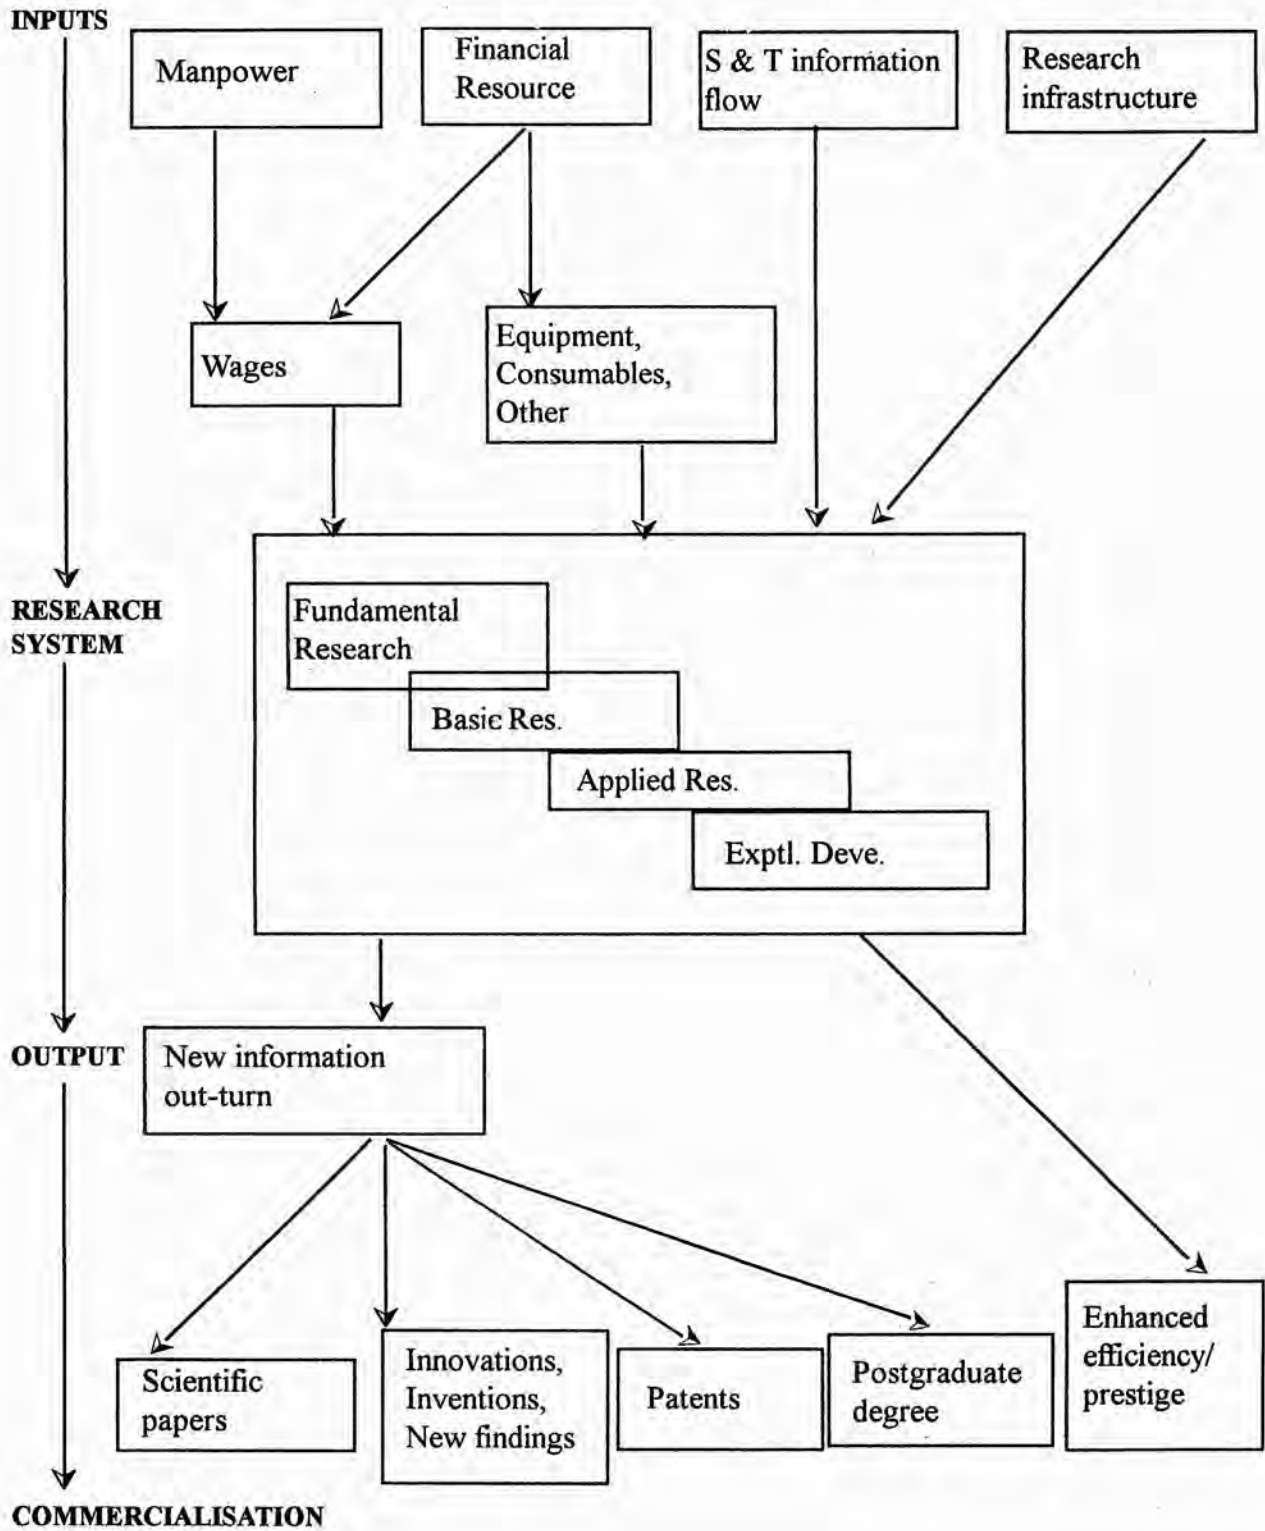 INPUTS
Manpower
Financial
Resource
S & T information
flow
Research
infrastructure
Wages
Equipment,
Consumables,
Other
RESEARCH
SYSTEM
Fundamental
Research
Basic Res.
Applied Res.
Exptl. Deve.
OUTPUT
New information
out-turn
Scientific
papers
Innovations,
Inventions,
New findings
Patents
Postgraduate
degree
Enhanced
efficiency/
prestige
COMMERCIALISATION